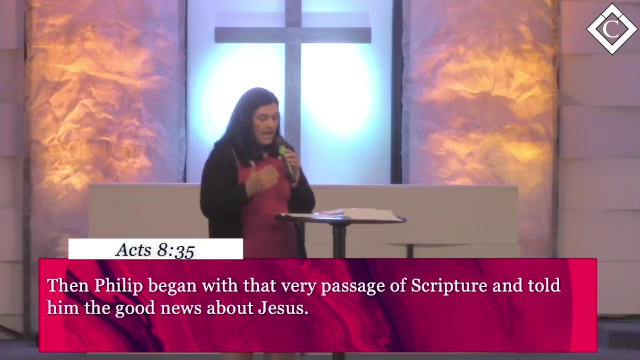 C
Acts 8:35
Then Philip began with that very passage of Scripture and told
him the good news about Jesus.